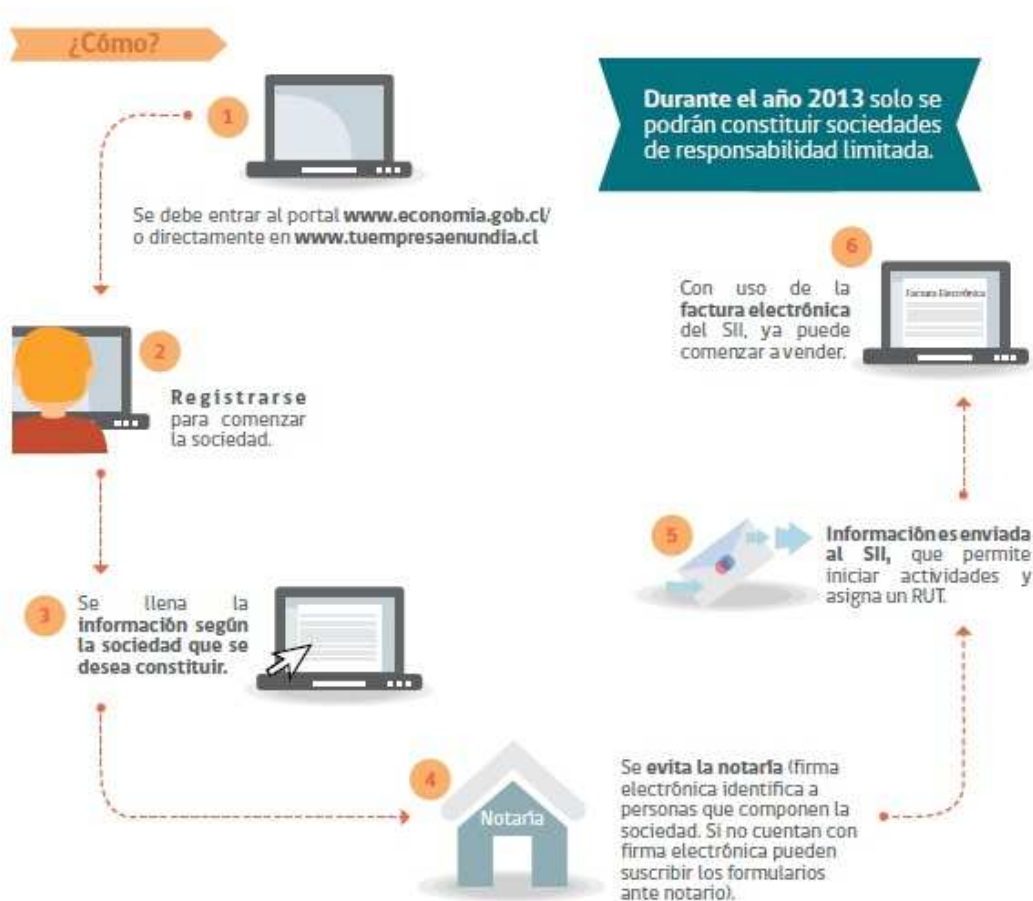 ¿Cómo?
1
Se debe entrar al portal www.economia.gob.cl/
o directamente en www.tuempresaenundia.cl
2
Registrarse
para comenzar
la sociedad.
3
Se llena la
información según
la sociedad que se
desea constituir.
4
Notaría
Se evita la notaría (firma
electrónica identifica a
personas que componen la
sociedad. Si no cuentan con
firma electrónica pueden
suscribir los formularios
ante notario).
5
Información es enviada
al SII, que permite
iniciar actividades y
asigna un RUT.
6
Con uso de la
factura electrónica
del SII, ya puede
comenzar a vender.
Factura Electrónica
Durante el año 2013 solo se
podrán constituir sociedades
de responsabilidad limitada.